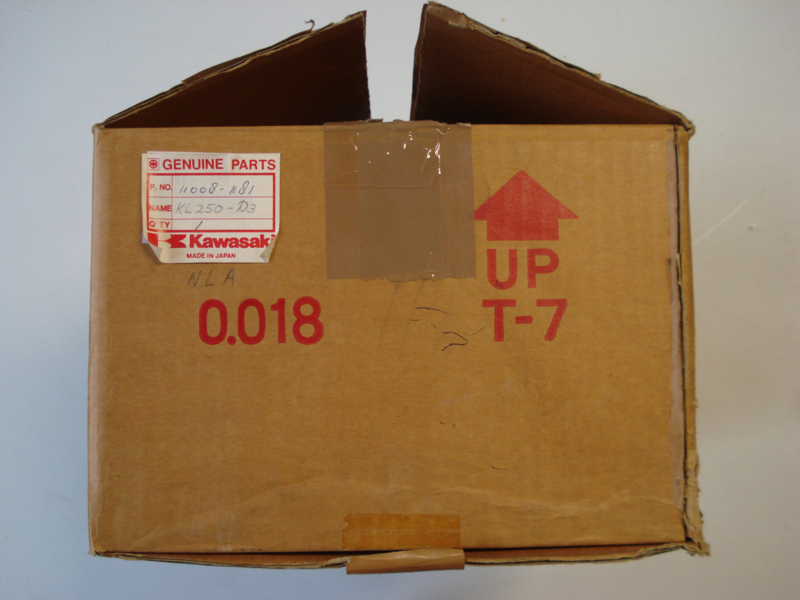 GENUINE PARTS
P. NO. 11008-1181
NAME KL250-D3
Q'TY 1
Kawasaki
MADE IN JAPAN
NLA
0.018
UP
T-7